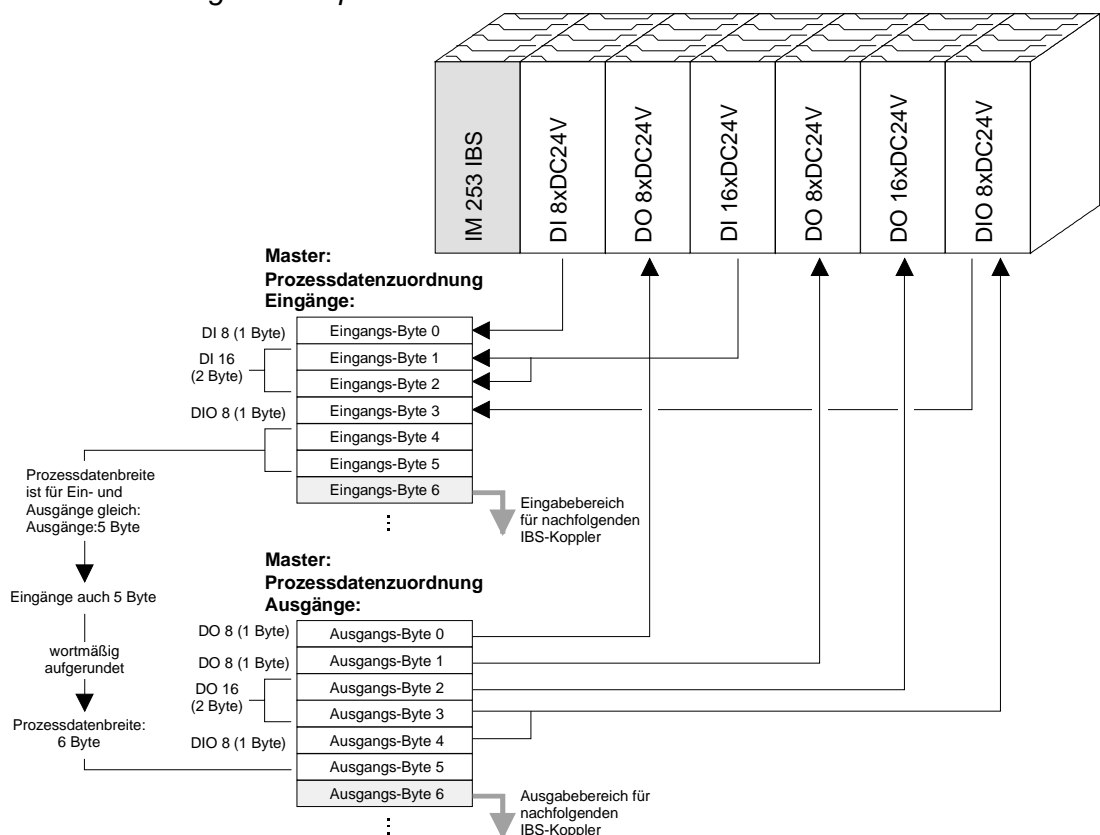 IM 253 IBS
DI 8xDC24V
DO 8xDC24V
DI 16xDC24V
DO 8xDC24V
DO 16xDC24V
DIO 8xDC24V
Master:
Prozessdatenzuordnung
Eingänge:
DI 8 (1 Byte)
Eingangs-Byte 0
DI 16
(2 Byte)
Eingangs-Byte 1
Eingangs-Byte 2
DIO 8 (1 Byte)
Eingangs-Byte 3
Eingangs-Byte 4
Eingangs-Byte 5
Eingangs-Byte 6
Eingabebereich
für nachfolgenden
IBS-Koppler
Prozessdatenbreite
ist für Ein- und
Ausgänge gleich:
Ausgänge:5 Byte
Eingänge auch 5 Byte
wortmäßig
aufgerundet
Prozessdatenbreite:
6 Byte
Master:
Prozessdatenzuordnung
Ausgänge:
DO 8 (1 Byte)
Ausgangs-Byte 0
DO 8 (1 Byte)
Ausgangs-Byte 1
DO 16
(2 Byte)
Ausgangs-Byte 2
Ausgangs-Byte 3
DIO 8 (1 Byte)
Ausgangs-Byte 4
Ausgangs-Byte 5
Ausgangs-Byte 6
Ausgabebereich für
nachfolgenden
IBS-Koppler